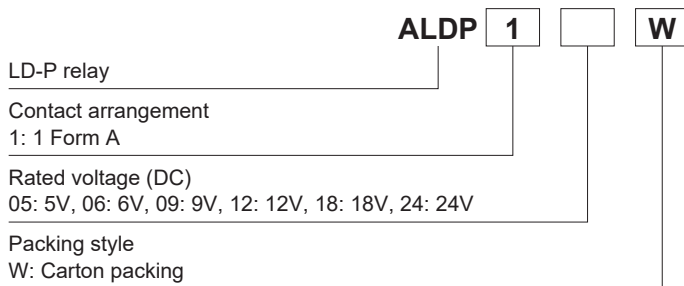 ALDP 1 W
LD-P relay
Contact arrangement
1: 1 Form A
Rated voltage (DC)
05: 5V, 06: 6V, 09: 9V, 12: 12V, 18: 18V, 24: 24V
Packing style
W: Carton packing